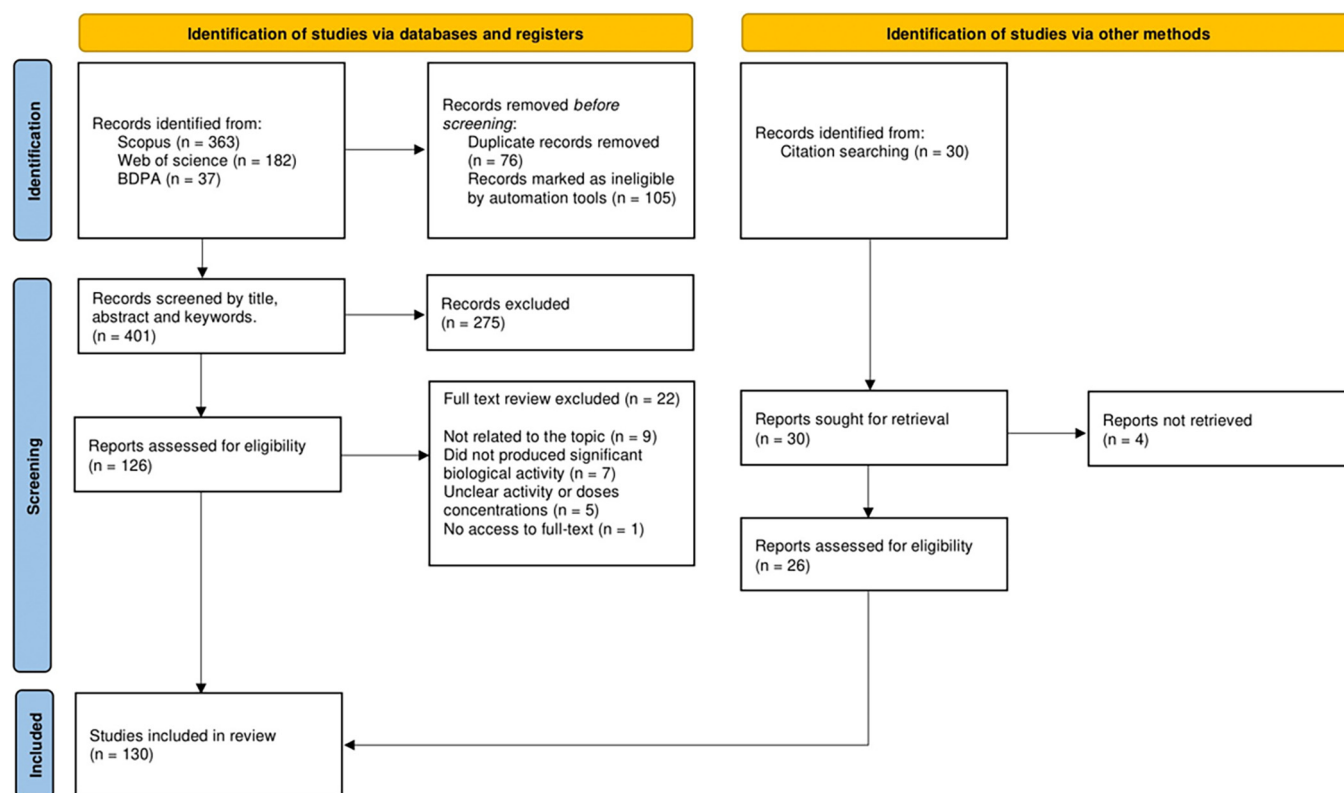 Identification of studies via databases and registers
Identification of studies via other methods
Identification
Records identified from:
Scopus (n = 363)
Web of science (n = 182)
BDPA (n = 37)
Records removed before
screening:
Duplicate records removed
(n = 76)
Records marked as ineligible
by automation tools (n = 105)
Records identified from:
Citation searching (n = 30)
Screening
Records screened by title,
abstract and keywords.
(n = 401)
Records excluded
(n = 275)
Reports assessed for eligibility
(n = 126)
Full text review excluded (n = 22)
Not related to the topic (n = 9)
Did not produced significant
biological activity (n = 7)
Unclear activity or doses
concentrations (n = 5)
No access to full-text (n = 1)
Reports sought for retrieval
(n = 30)
Reports not retrieved
(n = 4)
Reports assessed for eligibility
(n = 26)
Included
Studies included in review
(n = 130)